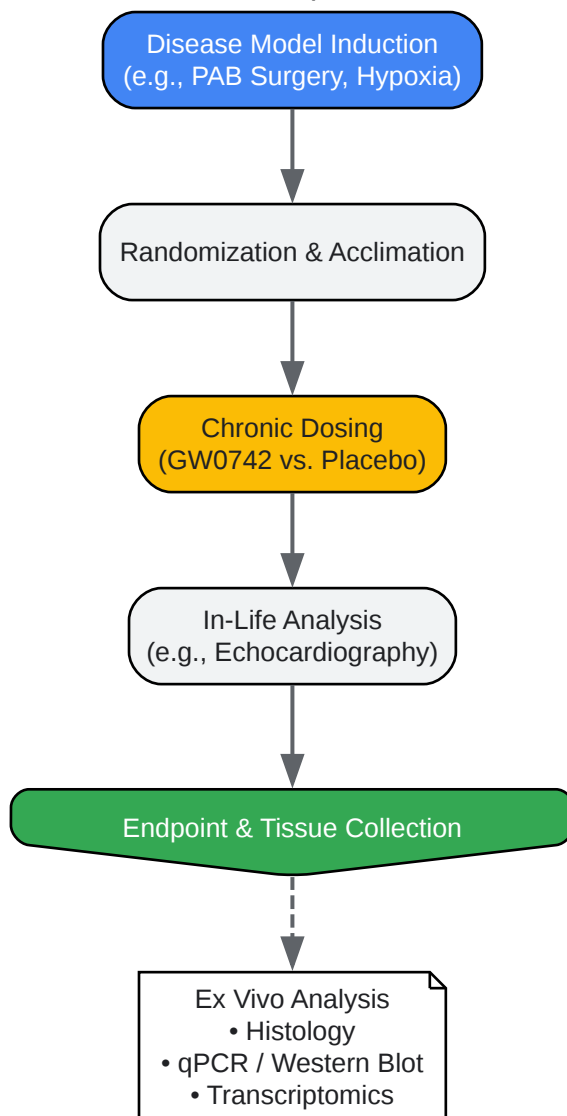 Disease Model Induction
(e.g., PAB Surgery, Hypoxia)
Randomization & Acclimation
Chronic Dosing
(GW0742 vs. Placebo)
In-Life Analysis
(e.g., Echocardiography)
Endpoint & Tissue Collection
Ex Vivo Analysis
• Histology
• qPCR / Western Blot
• Transcriptomics